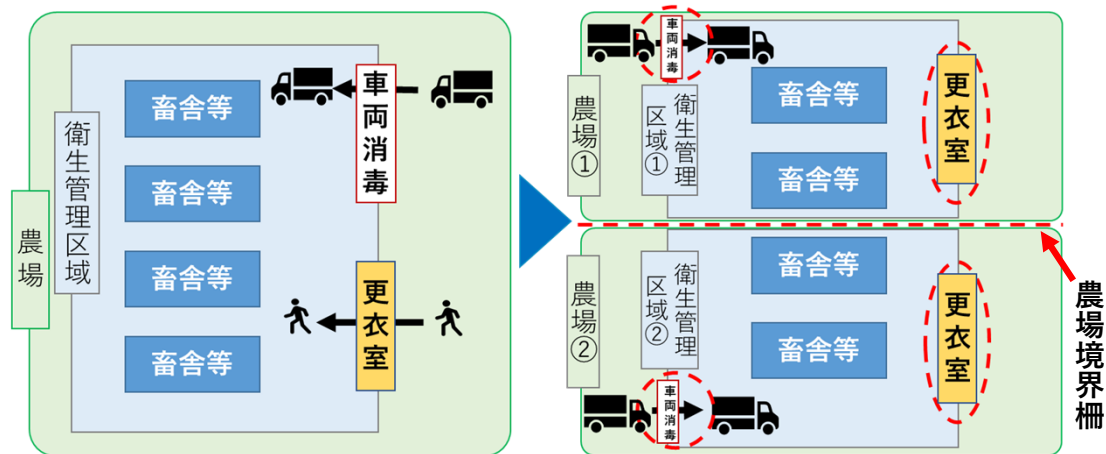 農場
衛生管理区域
畜舎等
畜舎等
畜舎等
畜舎等
車両消毒
更衣室
農場①
衛生管理
区域①
車両消毒
畜舎等
畜舎等
更衣室
農場②
衛生管理
区域②
車両消毒
畜舎等
畜舎等
更衣室
農場境界柵